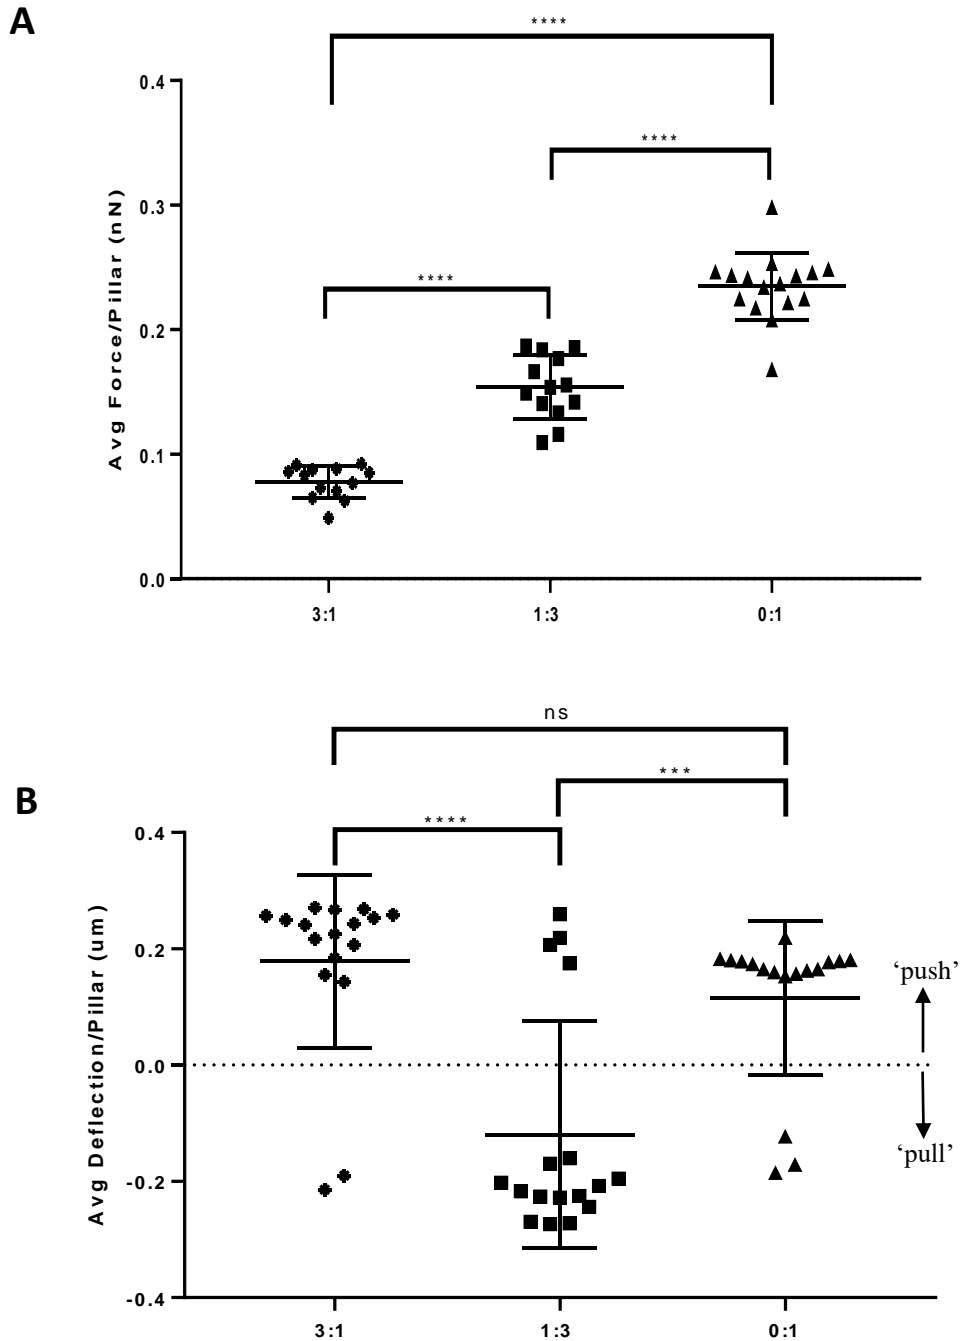 A
****
0.4
****
0.3
Avg Force/Pillar (nN)
****
0.2
0.1
0.0
3:1 1:3 0:1
ns
***
B
****
0.4
0.2
Avg Deflection/Pillar (um)
‘push’
0.0
‘pull’
-0.2
-0.4
3:1 1:3 0:1